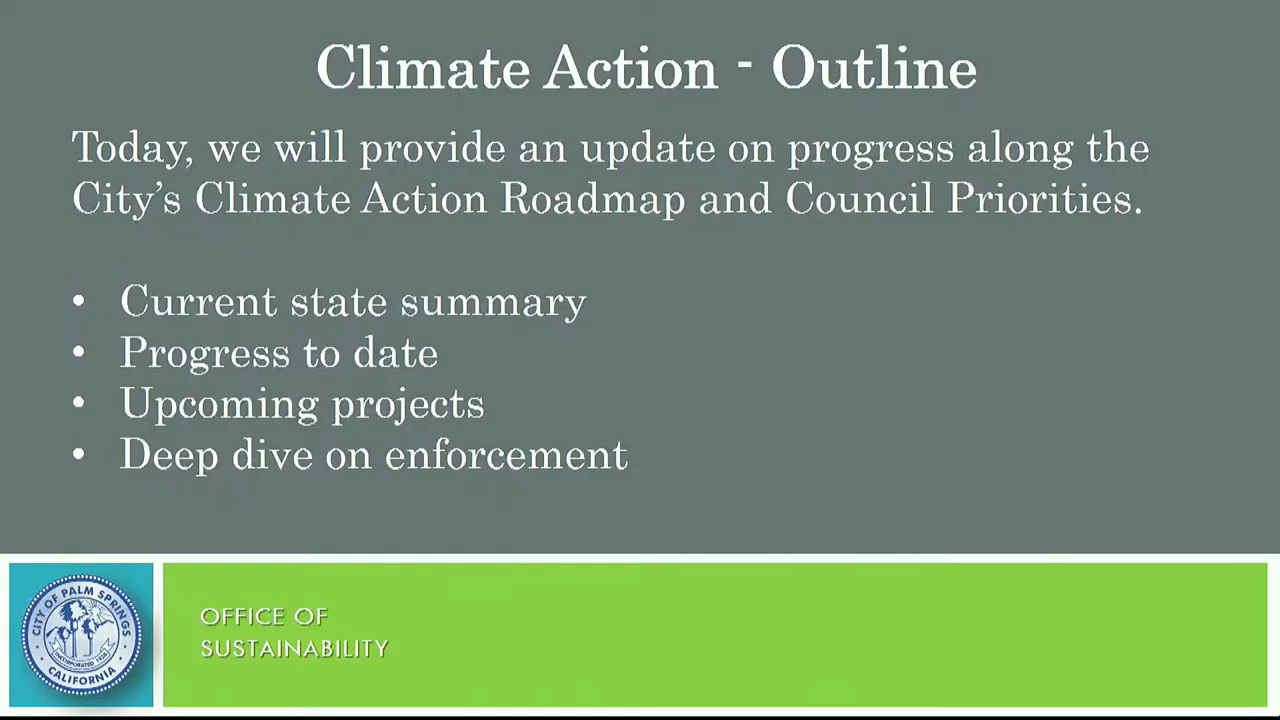 Climate Action - Outline
Today, we will provide an update on progress along the
City's Climate Action Roadmap and Council Priorities.
• Current state summary
• Progress to date
• Upcoming projects
• Deep dive on enforcement
CITY OF PALM SPRINGS
CALIFORNIA
OFFICE OF
SUSTAINABILITY